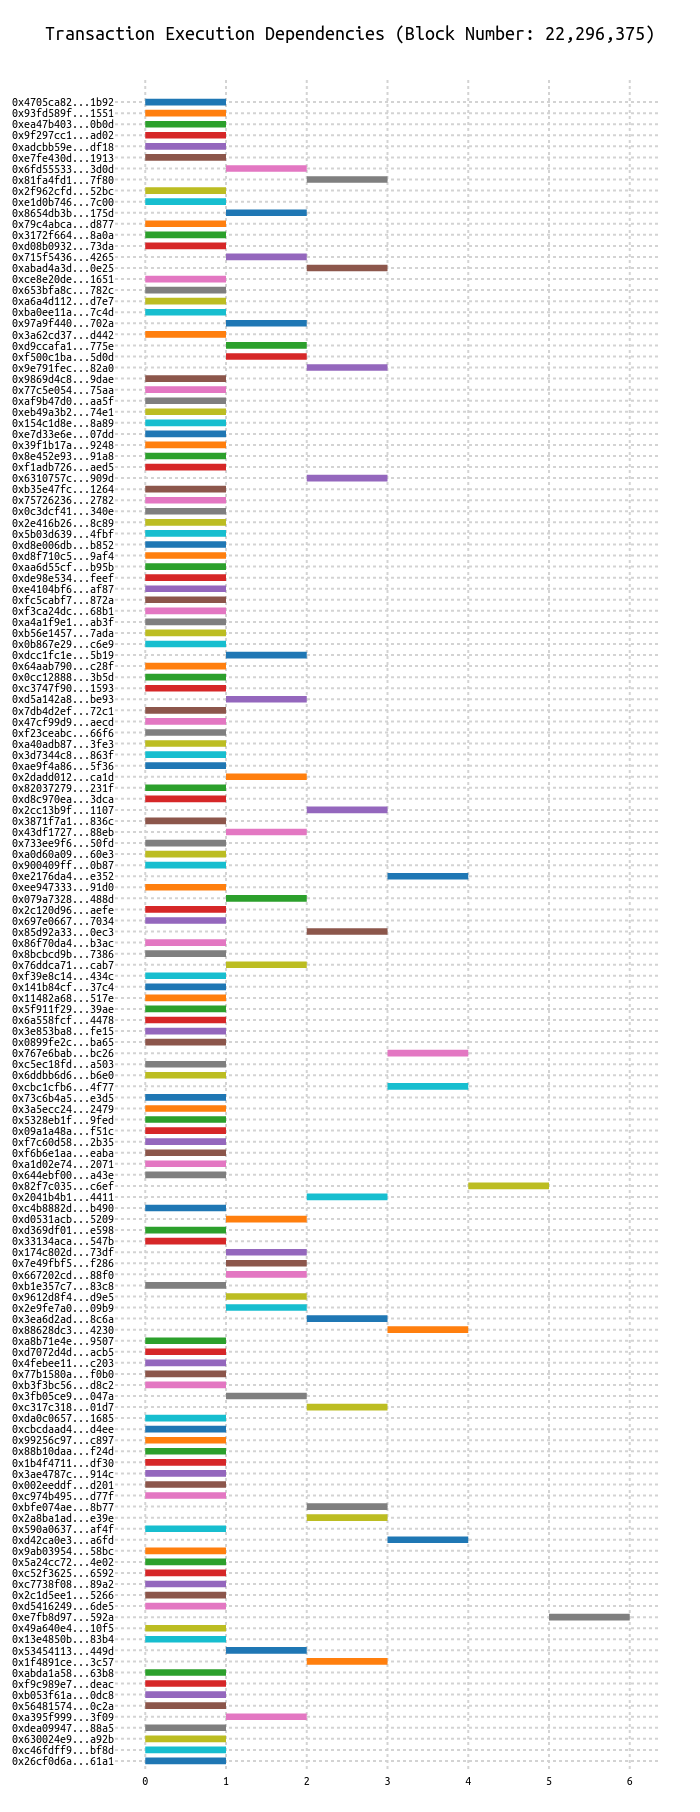 Transaction Execution Dependencies (Block Number: 22,296,375)
0x4705ca82...1b92
0x93fd589f...1551
0xea47b403...0b0d
0x9f297cc1...ad02
0xadcbb59e...df18
0xe7fe430d...1913
0x6fd55533...3d0d
0x81fa4fd1...7f80
0x2f962cfd...52bc
0xe1d0b746...7c00
0x8654db3b...175d
0x79c4abca...d877
0x3172f664...8a0a
0xd08b0932...73da
0x715f5436...4265
0xabad4a3d...0e25
0xce8e20de...1651
0x653bfa8c...782c
0xa6a4d112...d7e7
0xba0ee11a...7c4d
0x97a9f440...702a
0x3a62cd37...d442
0xd9ccafa1...775e
0xf500c1ba...5d0d
0x9e791fec...82a0
0x9869d4c8...9dae
0x77c5e054...75aa
0xaf9b47d0...aa5f
0xeb49a3b2...74e1
0x154c1d8e...8a89
0xe7d33e6e...07dd
0x39f1b17a...9248
0x8e452e93...91a8
0xf1adb726...aed5
0x6310757c...909d
0xb35e47fc...1264
0x75726236...2782
0x0c3dcf41...340e
0x2e416b26...8c89
0x5b03d639...4fbf
0xd8e006db...b852
0xd8f710c5...9af4
0xaa6d55cf...b95b
0xde98e534...feef
0xe4104bf6...af87
0xfc5cabf7...872a
0xf3ca24dc...68b1
0xa4a1f9e1...ab3f
0xb56e1457...7ada
0x0b867e29...c6e9
0xdcc1fc1e...5b19
0x64aab790...c28f
0x0cc12888...3b5d
0xc3747f90...1593
0xd5a142a8...be93
0x7db4d2ef...72c1
0x47cf99d9...aecd
0xf23ceabc...66f6
0xa40adb87...3fe3
0x3d7344c8...863f
0xae9f4a86...5f36
0x2dadd012...ca1d
0x82037279...231f
0xd8c970ea...3dca
0x2cc13b9f...1107
0x3871f7a1...836c
0x43df1727...88eb
0x733ee9f6...50fd
0xa0d60a09...60e3
0x900409ff...0b87
0xe2176da4...e352
0xee947333...91d0
0x079a7328...488d
0x2c120d96...aefe
0x697e0667...7034
0x85d92a33...0ec3
0x86f70da4...b3ac
0x8bcbcd9b...7386
0x76ddca71...cab7
0xf39e8c14...434c
0x141b84cf...37c4
0x11482a68...517e
0x5f911f29...39ae
0x6a558fcf...4478
0x3e853ba8...fe15
0x0899fe2c...ba65
0x767e6bab...bc26
0xc5ec18fd...a503
0x6ddbb6d6...b6e0
0xcbc1cfb6...4f77
0x73c6b4a5...e3d5
0x3a5ecc24...2479
0x5328eb1f...9fed
0x09a1a48a...f51c
0xf7c60d58...2b35
0xf6b6e1aa...eaba
0xa1d02e74...2071
0x644ebf00...a43e
0x82f7c035...c6ef
0x2041b4b1...4411
0xc4b8882d...b490
0xd0531acb...5209
0xd369df01...e598
0x33134aca...547b
0x174c802d...73df
0x7e49fbf5...f286
0x667202cd...88f0
0xb1e357c7...83c8
0x9612d8f4...d9e5
0x2e9fe7a0...09b9
0x3ea6d2ad...8c6a
0x88628dc3...4230
0xa8b71e4e...9507
0xd7072d4d...acb5
0x4febee11...c203
0x77b1580a...f0b0
0xb3f3bc56...d8c2
0x3fb05ce9...047a
0xc317c318...01d7
0xda0c0657...1685
0xcbcdaad4...d4ee
0x99256c97...c897
0x88b10daa...f24d
0x1b4f4711...df30
0x3ae4787c...914c
0x002eeddf...d201
0xc974b495...d77f
0xbfe074ae...8b77
0x2a8ba1ad...e39e
0x590a0637...af4f
0xd42ca0e3...a6fd
0x9ab03954...58bc
0x5a24cc72...4e02
0xc52f3625...6592
0xc7738f08...89a2
0x2c1d5ee1...5266
0xd5416249...6de5
0xe7fb8d97...592a
0x49a640e4...10f5
0x13e4850b...83b4
0x53454113...449d
0x1f4891ce...3c57
0xabda1a58...63b8
0xf9c989e7...deac
0xb053f61a...0dc8
0x56481574...0c2a
0xa395f999...3f09
0xdea09947...88a5
0x630024e9...a92b
0xc46fdff9...bf8d
0x26cf0d6a...61a1
0 1 2 3 4 5 6